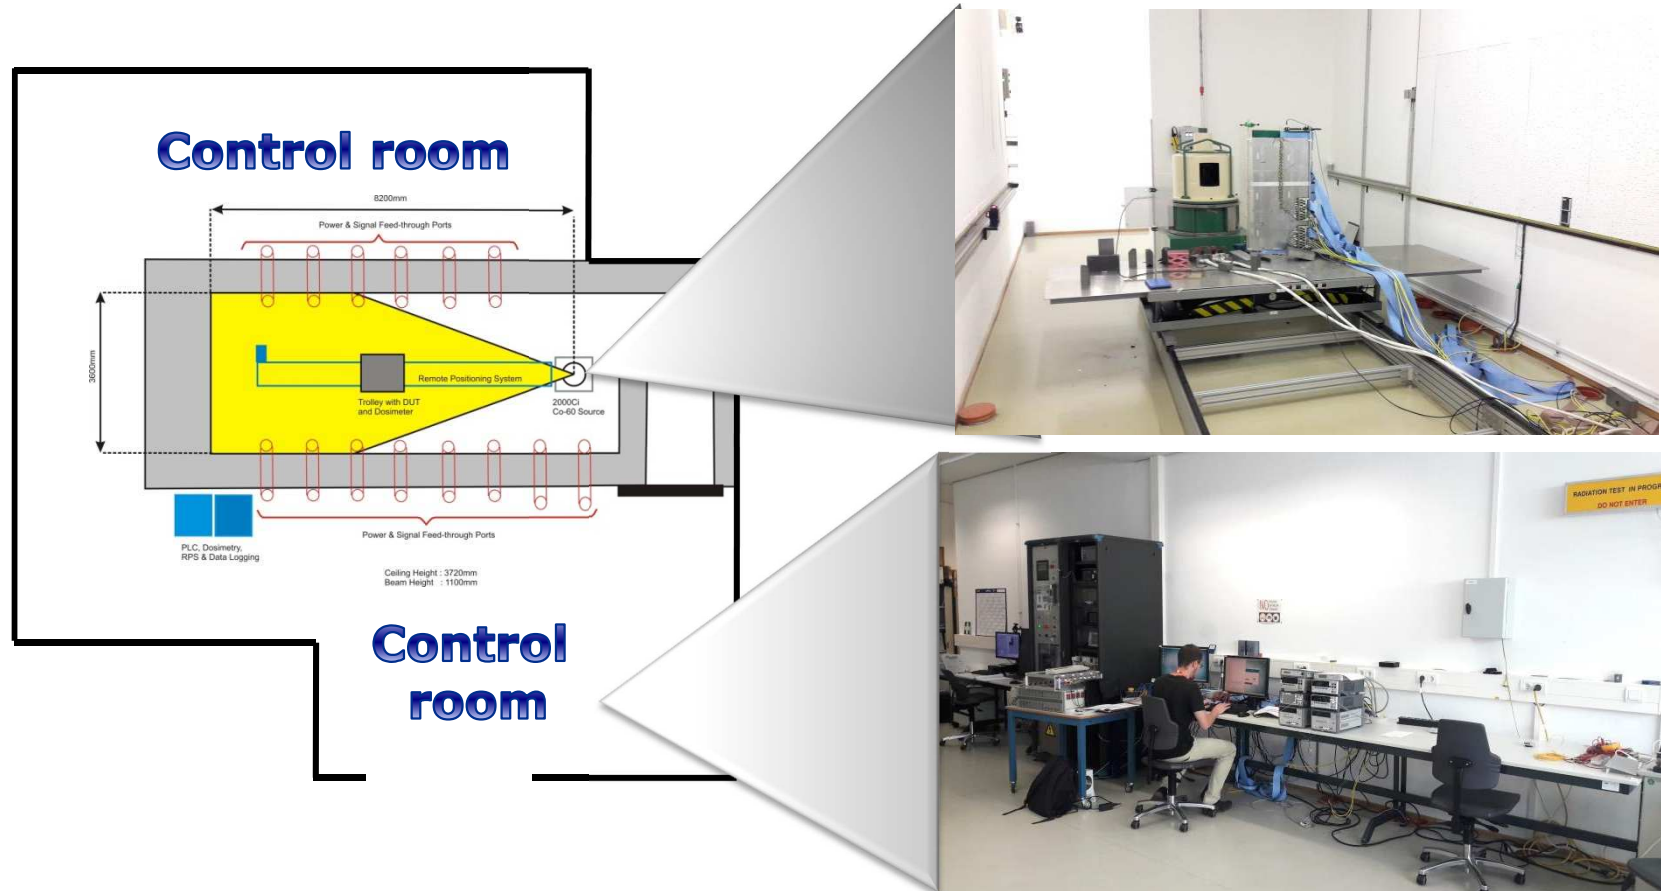 Control room
8200mm
Power & Signal Feed-through Ports
3600mm
Remote Positioning System
Trolley with DUT
and Dosimeter
2000Ci
Co-60 Source
PLC, Dosimetry,
RPS & Data Logging
Power & Signal Feed-through Ports
Ceiling Height : 3720mm
Beam Height : 1100mm
Control
room
RADIATION TEST IN PROGR
DO NOT ENTER